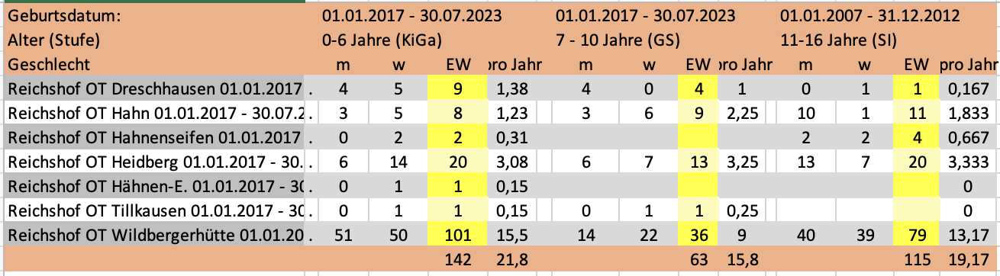 Geburtsdatum: 01.01.2017 - 30.07.2023 01.01.2017 - 30.07.2023 01.01.2007 - 31.12.2012
Alter (Stufe) 0-6 Jahre (KiGa) 7 - 10 Jahre (GS) 11-16 Jahre (SI)
Geschlecht m w EW pro Jahr m w EW pro Jahr m w EW pro Jahr
Reichshof OT Dreschhausen 01.01.2017 . 4 5 9 1,38 4 0 4 1 0 1 1 0,167
Reichshof OT Hahn 01.01.2017 - 30.07.2 . 3 5 8 1,23 3 6 9 2,25 10 1 11 1,833
Reichshof OT Hahnenseifen 01.01.2017 . 0 2 2 0,31 2 2 4 0,667
Reichshof OT Heidberg 01.01.2017 - 30. . 6 14 20 3,08 6 7 13 3,25 13 7 20 3,333
Reichshof OT Hähnen-E. 01.01.2017 - 30 . 0 1 1 0,15 0
Reichshof OT Tillkausen 01.01.2017 - 30 . 0 1 1 0,15 0 1 1 0,25 0
Reichshof OT Wildbergerhütte 01.01.20 . 51 50 101 15,5 14 22 36 9 40 39 79 13,17
142 21,8 63 15,8 115 19,17